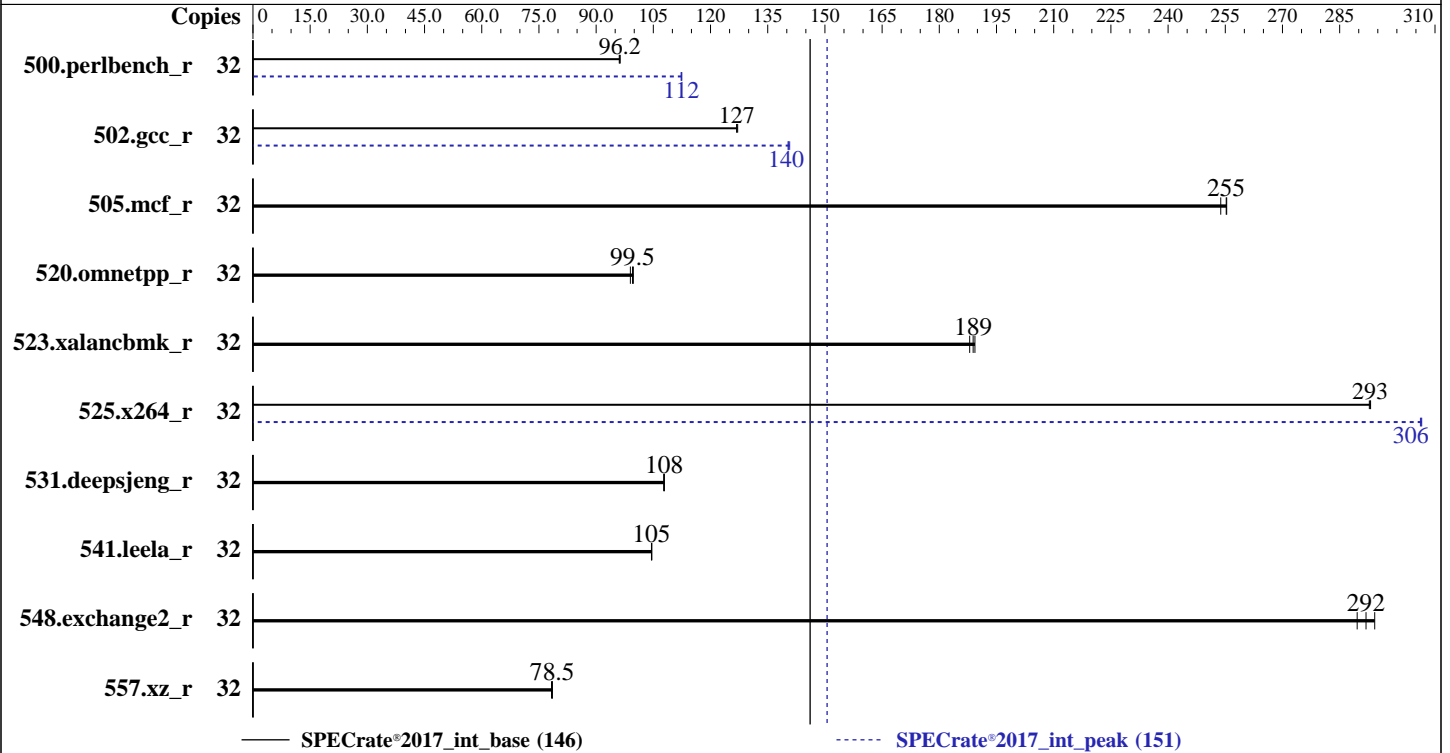 Copies 0 15.0 30.0 45.0 60.0 75.0 90.0 105 120 135 150 165 180 195 210 225 240 255 270 285 310
96.2
500.perlbench_r 32
112
127
502.gcc_r 32
140
255
505.mcf_r 32
99.5
520.omnetpp_r 32
189
523.xalancbmk_r 32
293
525.x264_r 32
306
108
531.deepsjeng_r 32
105
541.leela_r 32
292
548.exchange2_r 32
78.5
557.xz_r 32
SPECrate®2017_int_base (146) SPECrate®2017_int_peak (151)